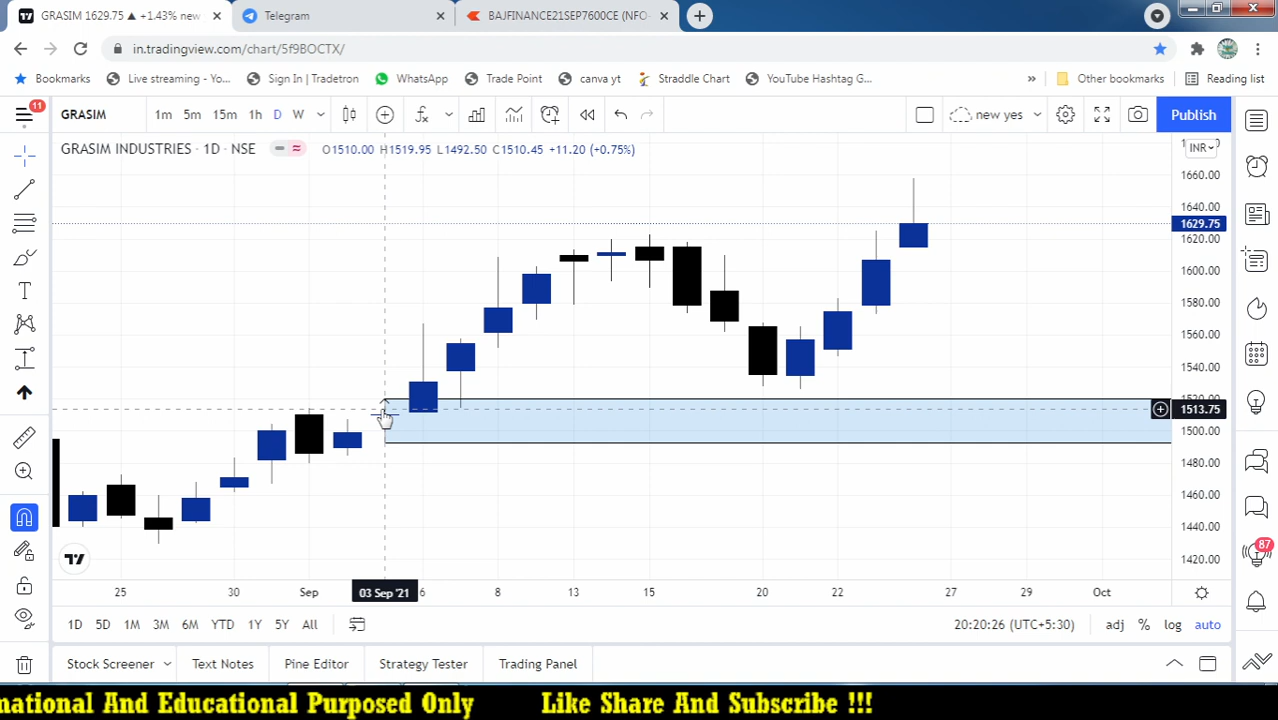 GRASIM 1629.75 ▲ +1.43% new
Telegram
BAJFINANCE21SEP7600CE (NFO-
in.tradingview.com/chart/5f9BOCTX/
Bookmarks
Live streaming - Yo...
Sign In | Tradetron
WhatsApp
Trade Point
canva yt
Straddle Chart
YouTube Hashtag G...
»
Other bookmarks
Reading list
11
GRASIM
1m 5m 15m 1h D W
new yes
Publish
GRASIM INDUSTRIES · 1D · NSE
O1510.00 H1519.95 L1492.50 C1510.45 +11.20 (+0.75%)
INR
1660.00
1640.00
1629.75
1620.00
1600.00
1580.00
1560.00
1540.00
1513.75
1500.00
1480.00
1460.00
1440.00
1420.00
25 30 Sep 03 Sep '21 6 8 13 15 20 22 27 29 Oct
87
1D 5D 1M 3M 6M YTD 1Y 5Y All
20:20:26 (UTC+5:30)
adj % log auto
Stock Screener
Text Notes
Pine Editor
Strategy Tester
Trading Panel
mational And Educational Purposed Only
Like Share And Subscribe !!!